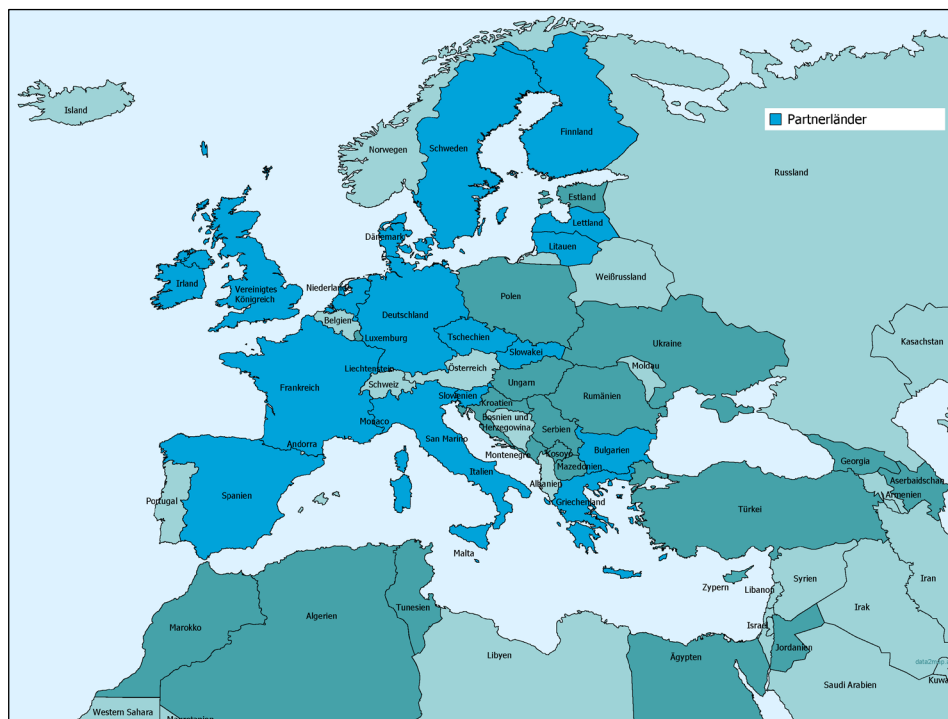 Partnerländer
Island
Norwegen
Schweden
Finnland
Russland
Estland
Lettland
Litauen
Dänemark
Weißrussland
Irland
Vereinigtes
Königreich
Niederlande
Belgien
Deutschland
Polen
Luxemburg
Tschechien
Slowakei
Ukraine
Kasachstan
Frankreich
Liechtenstein
Schweiz
Österreich
Ungarn
Moldau
Rumänien
Slovienien
Kroatien
Bosnien und
Herzegowina
Serbien
Monaco
San Marino
Andorra
Italien
Montenegro
Kosovo
Mazedonien
Albanien
Bulgarien
Georgia
Aserbaidschan
Armenien
Portugal
Spanien
Griechenland
Türkei
Malta
Zypern
Libanon
Syrien
Iran
Irak
Israel
Jordanien
Marokko
Algerien
Tunesien
Libyen
Ägypten
Saudi Arabien
Kuwa
Western Sahara